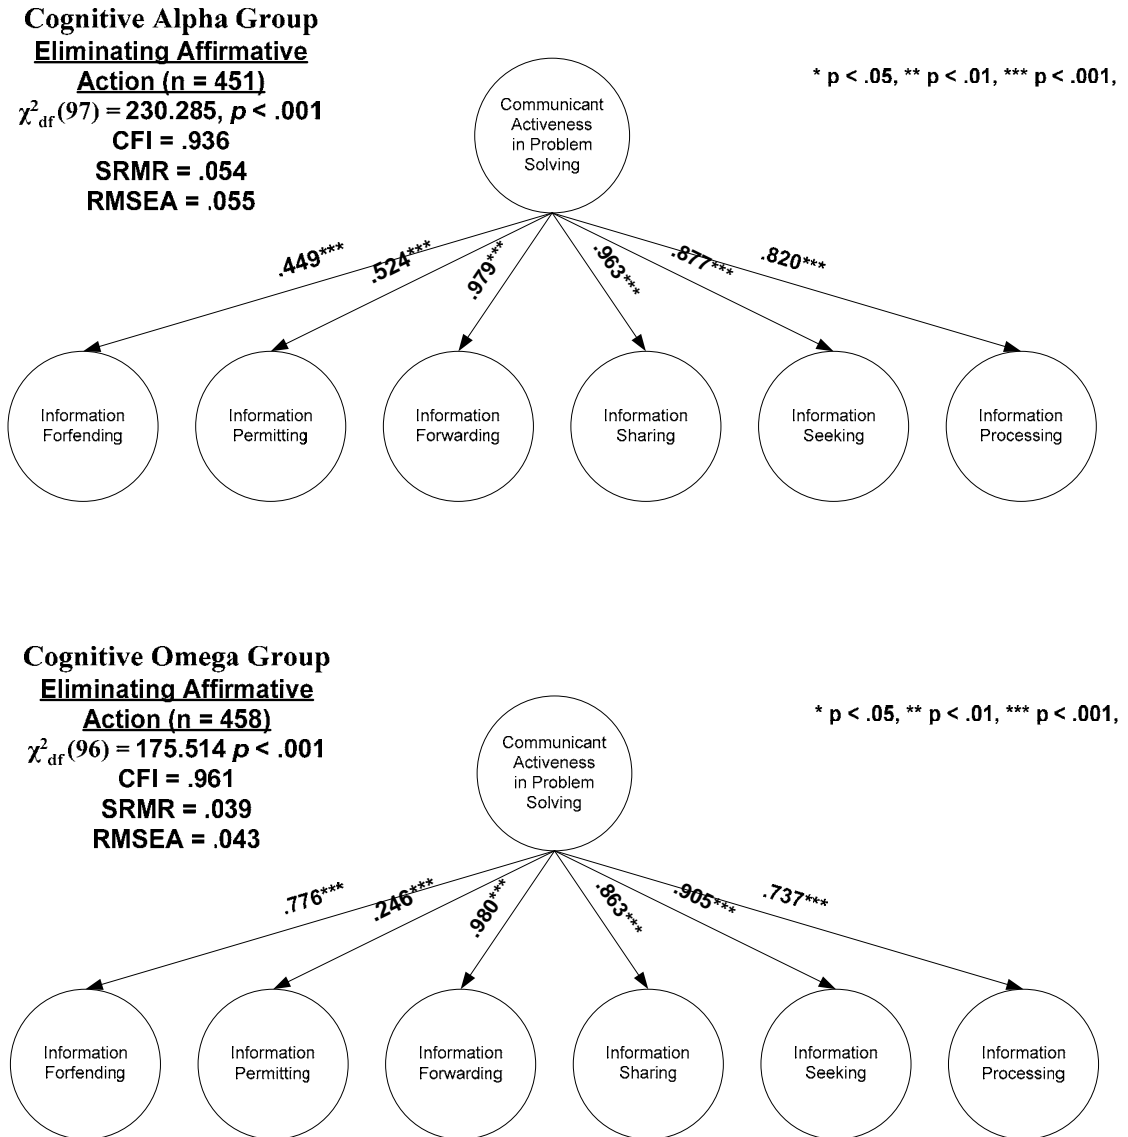 Cognitive Alpha Group
Eliminating Affirmative
Action (n = 451)
χ²df(97) = 230.285, p < .001
CFI = .936
SRMR = .054
RMSEA = .055
* p < .05, ** p < .01, *** p < .001,
Communicant
Activeness
in Problem
Solving
.449***
.524***
.979***
.963***
.877***
.820***
Information
Forfending
Information
Permitting
Information
Forwarding
Information
Sharing
Information
Seeking
Information
Processing
Cognitive Omega Group
Eliminating Affirmative
Action (n = 458)
χ²df(96) = 175.514 p < .001
CFI = .961
SRMR = .039
RMSEA = .043
* p < .05, ** p < .01, *** p < .001,
Communicant
Activeness
in Problem
Solving
.776***
.246***
.980***
.863***
.905***
.737***
Information
Forfending
Information
Permitting
Information
Forwarding
Information
Sharing
Information
Seeking
Information
Processing